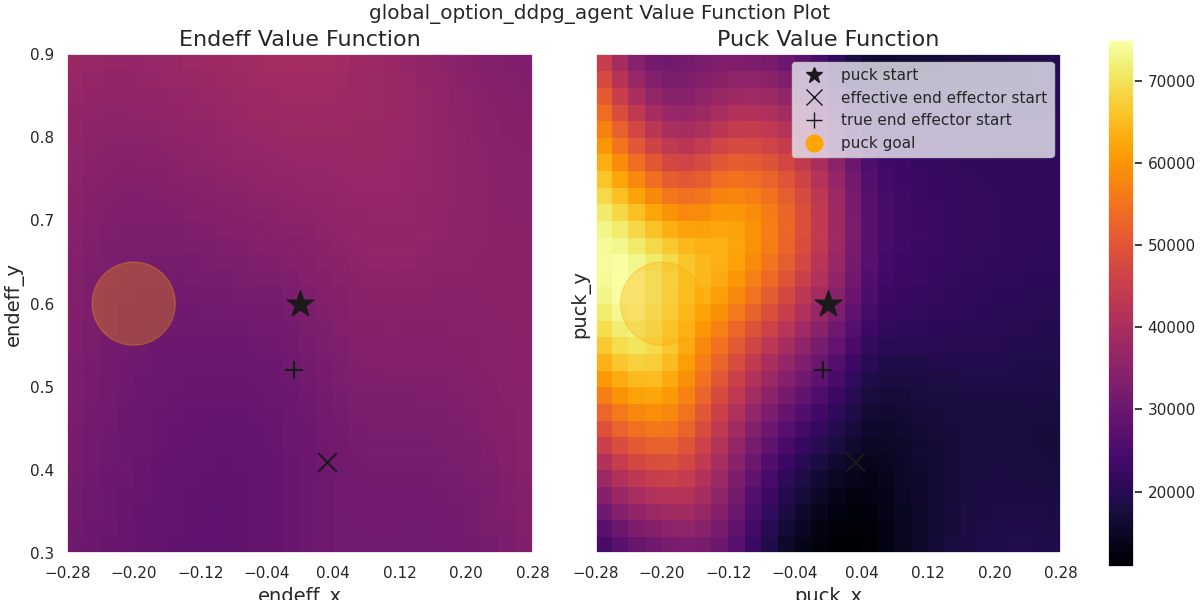 global_option_ddpg_agent Value Function Plot
Endeff Value Function
0.9
0.8
0.7
0.6
0.5
0.4
0.3
endeff_y
−0.28 −0.20 −0.12 −0.04 0.04 0.12 0.20 0.28
endeff_x
Puck Value Function
puck start
effective end effector start
true end effector start
puck goal
puck_y
−0.28 −0.20 −0.12 −0.04 0.04 0.12 0.20 0.28
puck_x
70000
60000
50000
40000
30000
20000